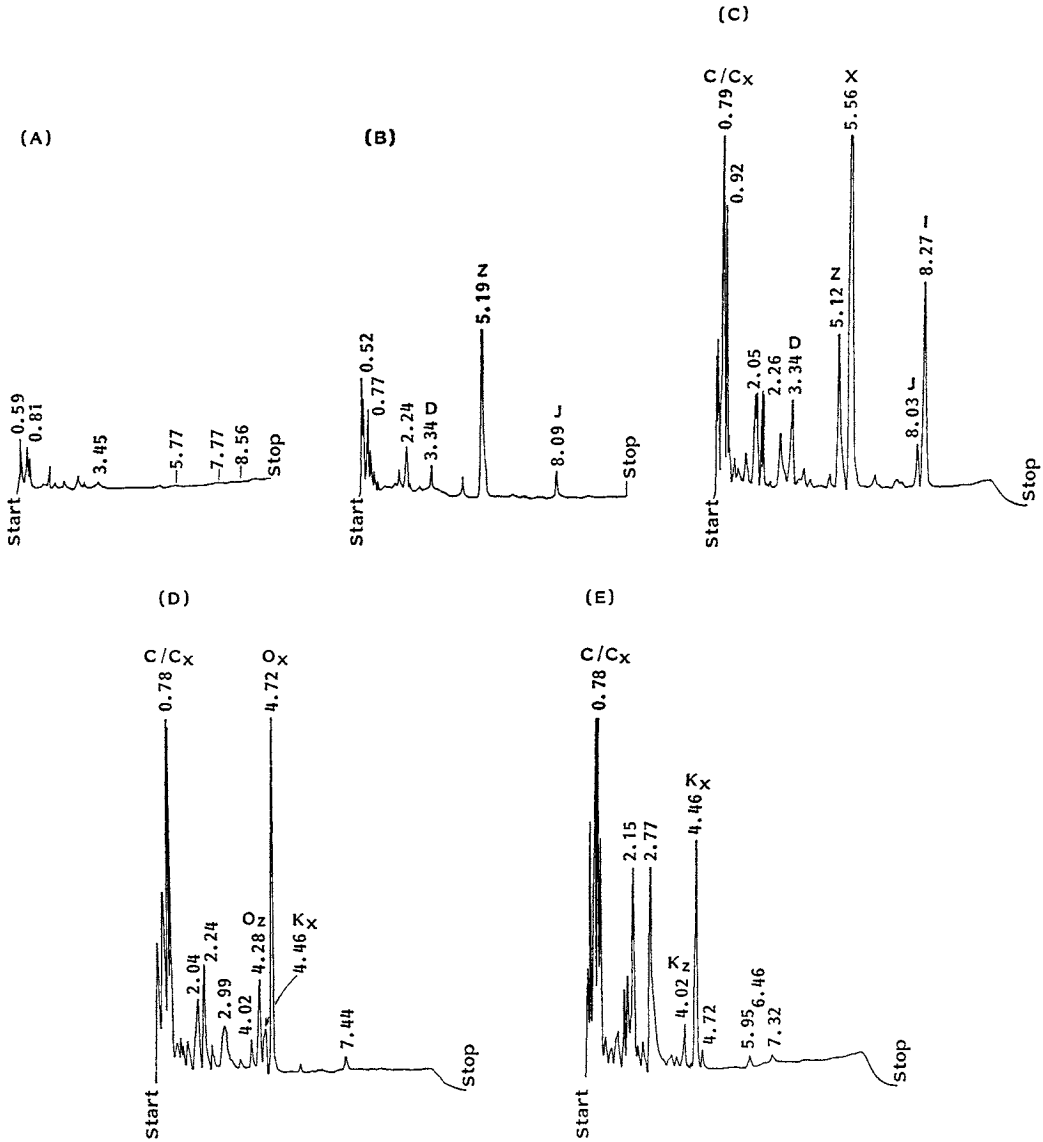 (A)
0.59
0.81
3.45
5.77
7.77
8.56
Start
Stop
(B)
0.52
0.77
2.24
3.34 D
5.19 N
8.09 L
Start
Stop
(C)
C/Cx
0.79
0.92
2.05
2.26
3.34 D
5.12 N
5.56 X
8.03 L
8.27 I
Start
Stop
(D)
C/Cx
0.78
2.04
2.24
2.99
4.02
ON
4.28
OX
4.72
KX
4.46
7.44
Start
Stop
(E)
C/Cx
0.78
2.15
2.77
Kz
4.02
KX
4.46
4.72
5.95
6.46
7.32
Start
Stop